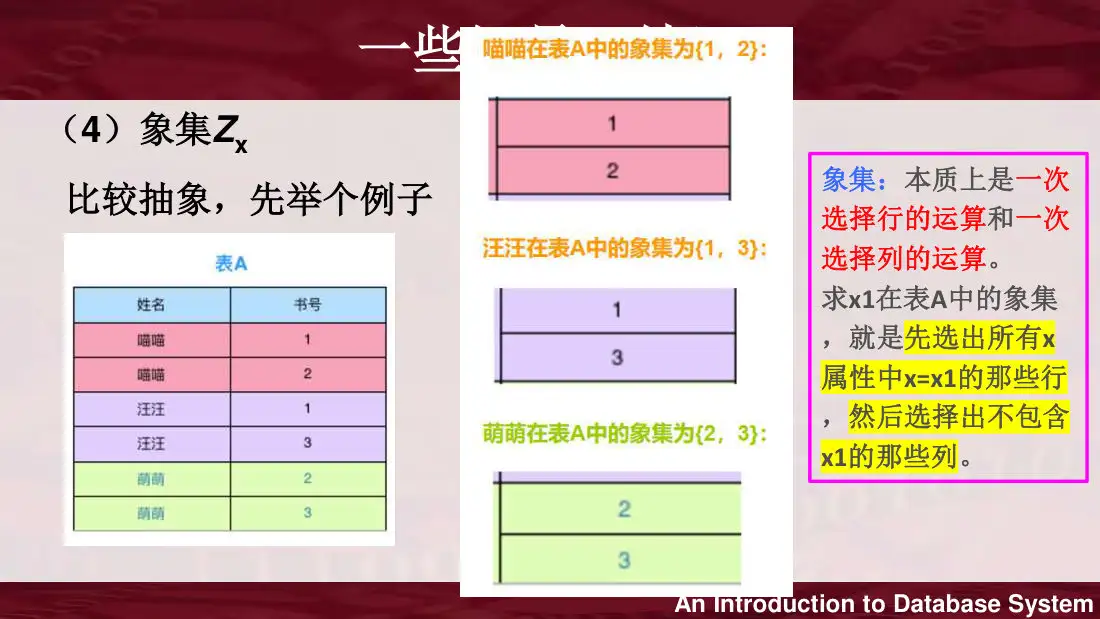 一些
（4）象集Zx
比较抽象，先举个例子
表A
姓名 书号
喵喵 1
喵喵 2
汪汪 1
汪汪 3
萌萌 2
萌萌 3
喵喵在表A中的象集为{1，2}：
1
2
汪汪在表A中的象集为{1，3}：
1
3
萌萌在表A中的象集为{2，3}：
2
3
象集：本质上是一次
选择行的运算和一次
选择列的运算。
求x1在表A中的象集
，就是先选出所有x
属性中x=x1的那些行
，然后选择出不包含
x1的那些列。
An Introduction to Database System